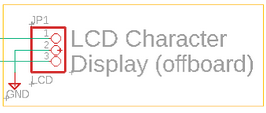 JP1
1
2
3
LCD Character
Display (offboard)
LCD
GND